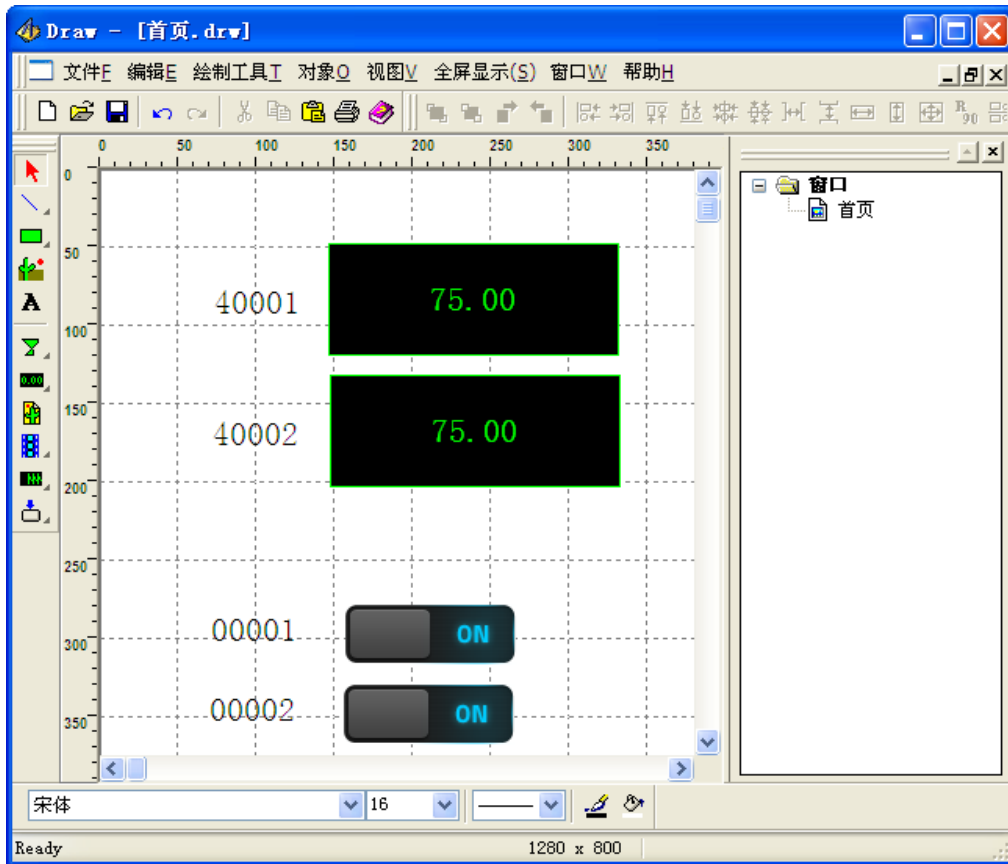 Draw - [首页.drw]
文件F 编辑E 绘制工具T 对象O 视图V 全屏显示(S) 窗口W 帮助H
R 90
0 50 100 150 200 250 300 350
0
50
100
150
200
250
300
350
窗口
首页
A
0.00
40001 75.00
40002 75.00
00001 ON
00002 ON
宋体 16
Ready 1280 x 800